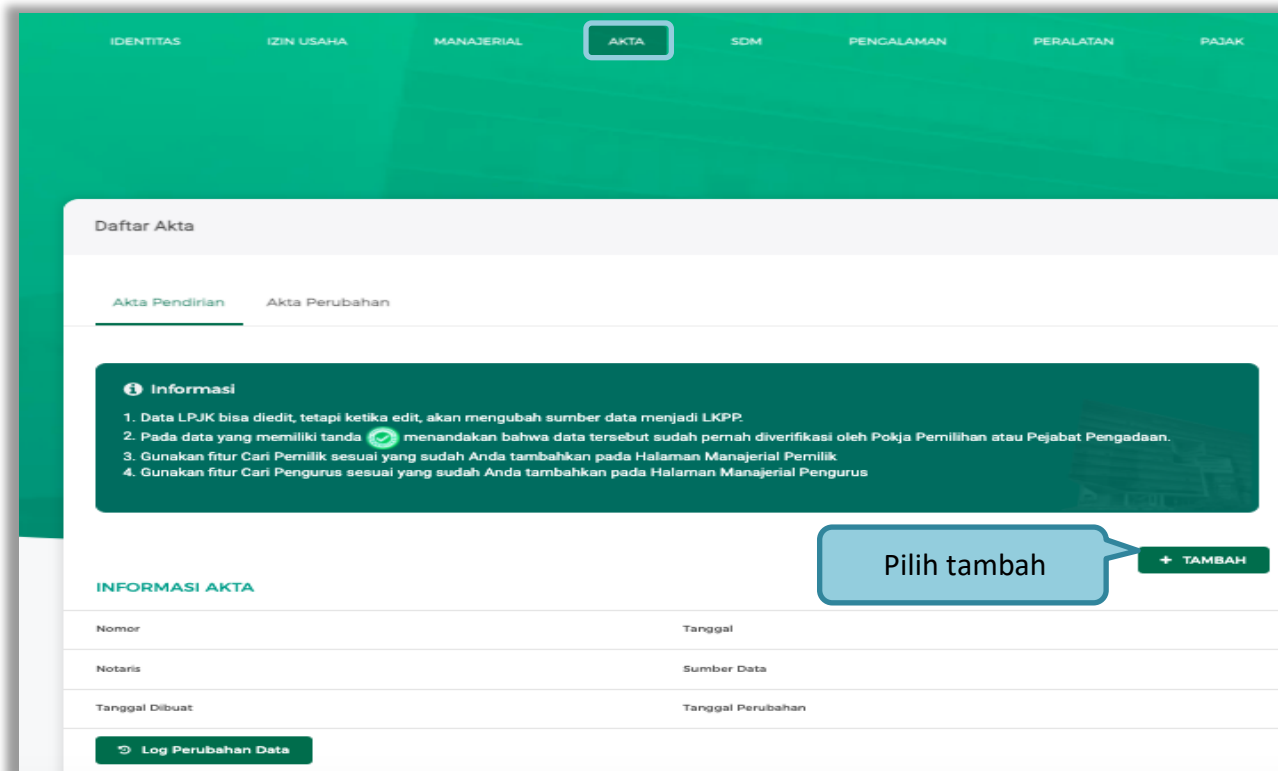 IDENTITAS IZIN USAHA MANAJERIAL AKTA SDM PENGALAMAN PERALATAN PAJAK
Daftar Akta
Akta Pendirian Akta Perubahan
Informasi
1. Data LPJK bisa diedit, tetapi ketika edit, akan mengubah sumber data menjadi LKPP.
2. Pada data yang memiliki tanda menandakan bahwa data tersebut sudah pernah diverifikasi oleh Pokja Pemilihan atau Pejabat Pengadaan.
3. Gunakan fitur Cari Pemilik sesuai yang sudah Anda tambahkan pada Halaman Manajerial Pemilik
4. Gunakan fitur Cari Pengurus sesuai yang sudah Anda tambahkan pada Halaman Manajerial Pengurus
Pilih tambah
+ TAMBAH
INFORMASI AKTA
Nomor Tanggal
Notaris Sumber Data
Tanggal Dibuat Tanggal Perubahan
Log Perubahan Data